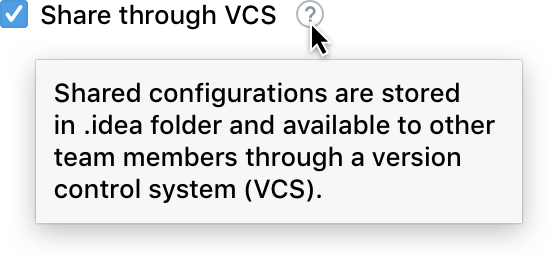 Share through VCS ?
Shared configurations are stored
in .idea folder and available to other
team members through a version
control system (VCS).